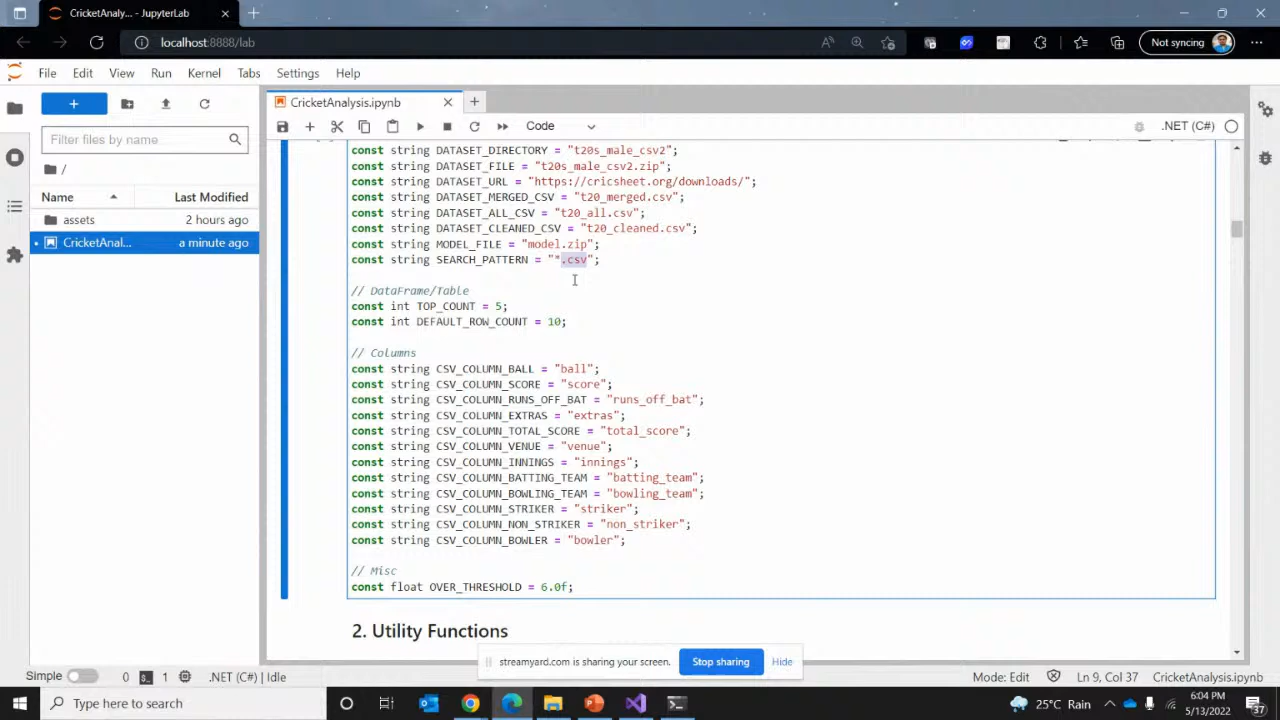 CricketAnaly... - JupyterLab
localhost:8888/lab
Not syncing
File Edit View Run Kernel Tabs Settings Help
CricketAnalysis.ipynb
Filter files by name
Code
.NET (C#)
/
Name Last Modified
assets 2 hours ago
CricketAnal... a minute ago
const string DATASET_DIRECTORY = "t20s_male_csv2";
const string DATASET_FILE = "t20s_male_csv2.zip";
const string DATASET_URL = "https://cricsheet.org/downloads/";
const string DATASET_MERGED_CSV = "t20_merged.csv";
const string DATASET_ALL_CSV = "t20_all.csv";
const string DATASET_CLEANED_CSV = "t20_cleaned.csv";
const string MODEL_FILE = "model.zip";
const string SEARCH_PATTERN = "*.csv";
// DataFrame/Table
const int TOP_COUNT = 5;
const int DEFAULT_ROW_COUNT = 10;
// Columns
const string CSV_COLUMN_BALL = "ball";
const string CSV_COLUMN_SCORE = "score";
const string CSV_COLUMN_RUNS_OFF_BAT = "runs_off_bat";
const string CSV_COLUMN_EXTRAS = "extras";
const string CSV_COLUMN_TOTAL_SCORE = "total_score";
const string CSV_COLUMN_VENUE = "venue";
const string CSV_COLUMN_INNINGS = "innings";
const string CSV_COLUMN_BATTING_TEAM = "batting_team";
const string CSV_COLUMN_BOWLING_TEAM = "bowling_team";
const string CSV_COLUMN_STRIKER = "striker";
const string CSV_COLUMN_NON_STRIKER = "non_striker";
const string CSV_COLUMN_BOWLER = "bowler";
// Misc
const float OVER_THRESHOLD = 6.0f;
2. Utility Functions
streamyard.com is sharing your screen. Stop sharing Hide
Simple 0 1 .NET (C#) | Idle Mode: Edit Ln 9, Col 37 CricketAnalysis.ipynb
Type here to search
25°C Rain
6:04 PM
5/13/2022
37